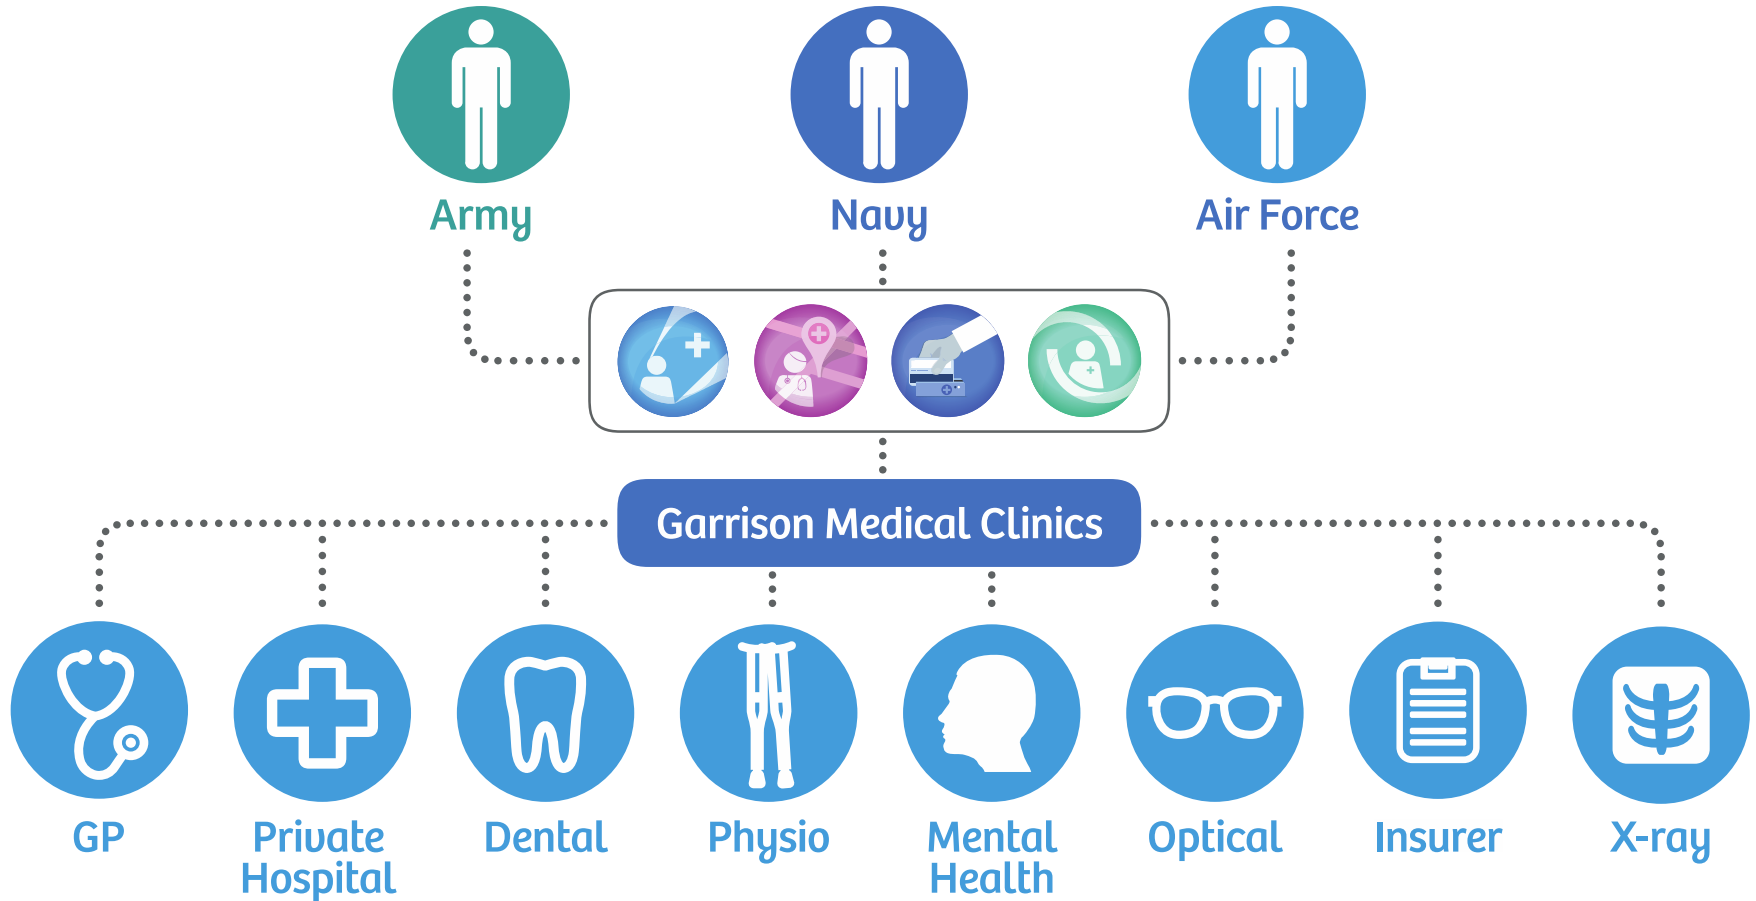 Army
Navy
Air Force
Garrison Medical Clinics
GP
Private
Hospital
Dental
Physio
Mental
Health
Optical
Insurer
X-ray